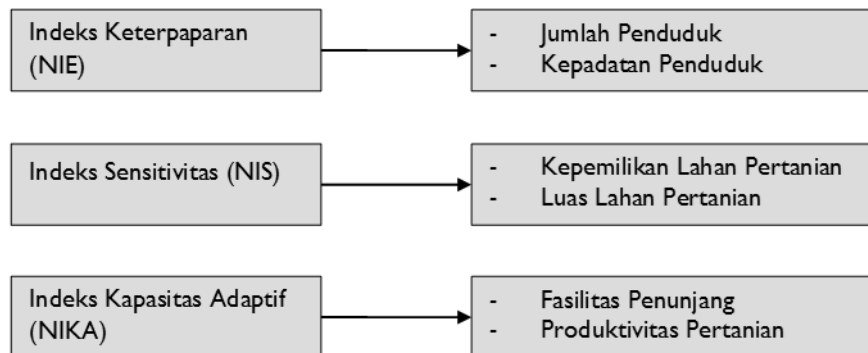 Indeks Keterpaparan
(NIE)
- Jumlah Penduduk
- Kepadatan Penduduk
Indeks Sensitivitas (NIS)
- Kepemilikan Lahan Pertanian
- Luas Lahan Pertanian
Indeks Kapasitas Adaptif
(NIKA)
- Fasilitas Penunjang
- Produktivitas Pertanian